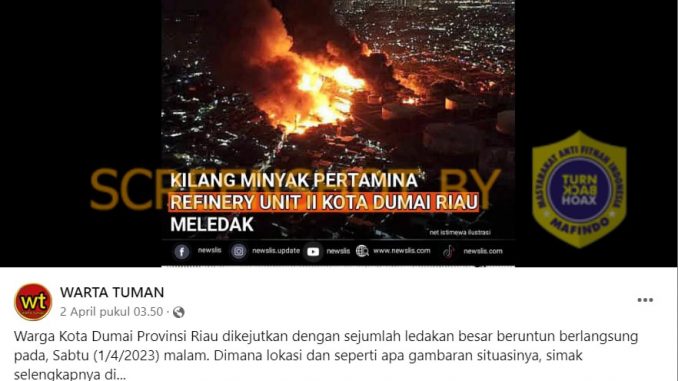 KILANG MINYAK PERTAMINA
REFINERY UNIT II KOTA DUMAI RIAU
MELEDAK
net istimewa ilustrasi
newslis newslis.update newslis www.newslis.com newslis.com
SCREENSHOT BY
MASYARAKAT ANTI FITNAH INDONESIA
TURN
BACK
HOAX
MAFINDO
wt
WARTA TUMAN
2 April pukul 03.50 ·
Warga Kota Dumai Provinsi Riau dikejutkan dengan sejumlah ledakan besar beruntun berlangsung
pada, Sabtu (1/4/2023) malam. Dimana lokasi dan seperti apa gambaran situasinya, simak
selengkapnya di...